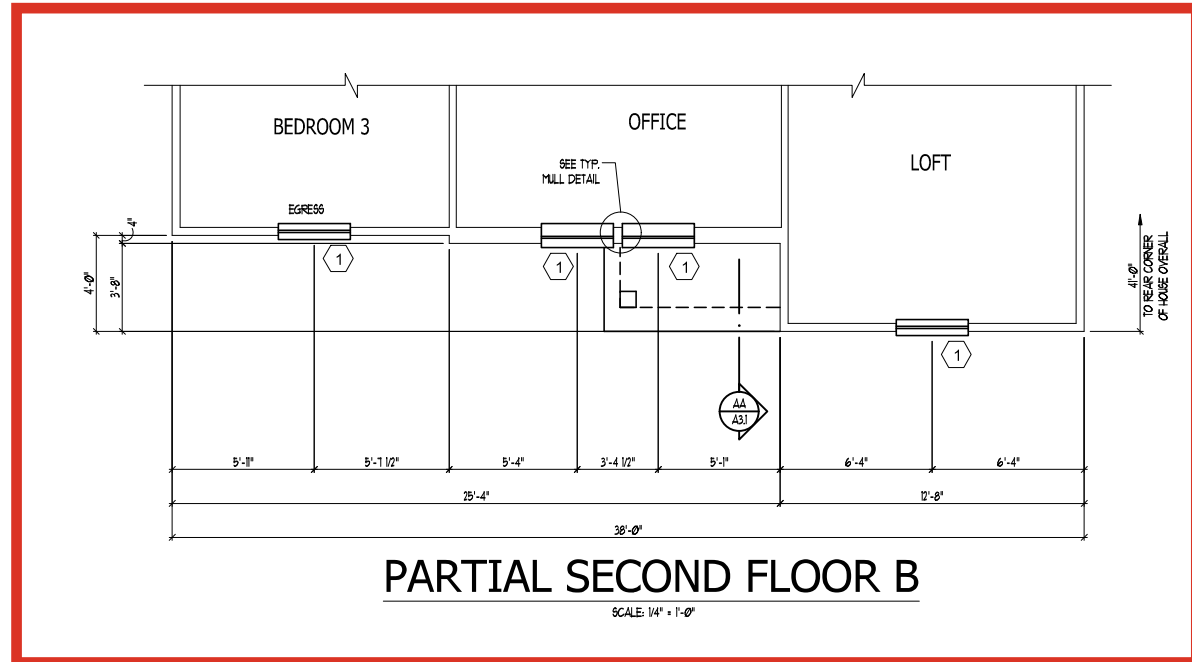 BEDROOM 3
OFFICE
LOFT
SEE TYP.
MULL DETAIL
EGRESS
4"
1
1
1
1
4'-0"
3'-8"
41'-0"
TO REAR CORNER
OF HOUSE OVERALL
AA
A3.1
5'-11"
5'-7 1/2"
5'-4"
3'-4 1/2"
5'-1"
6'-4"
6'-4"
25'-4"
12'-8"
38'-0"
PARTIAL SECOND FLOOR B
SCALE: 1/4" = 1'-0"